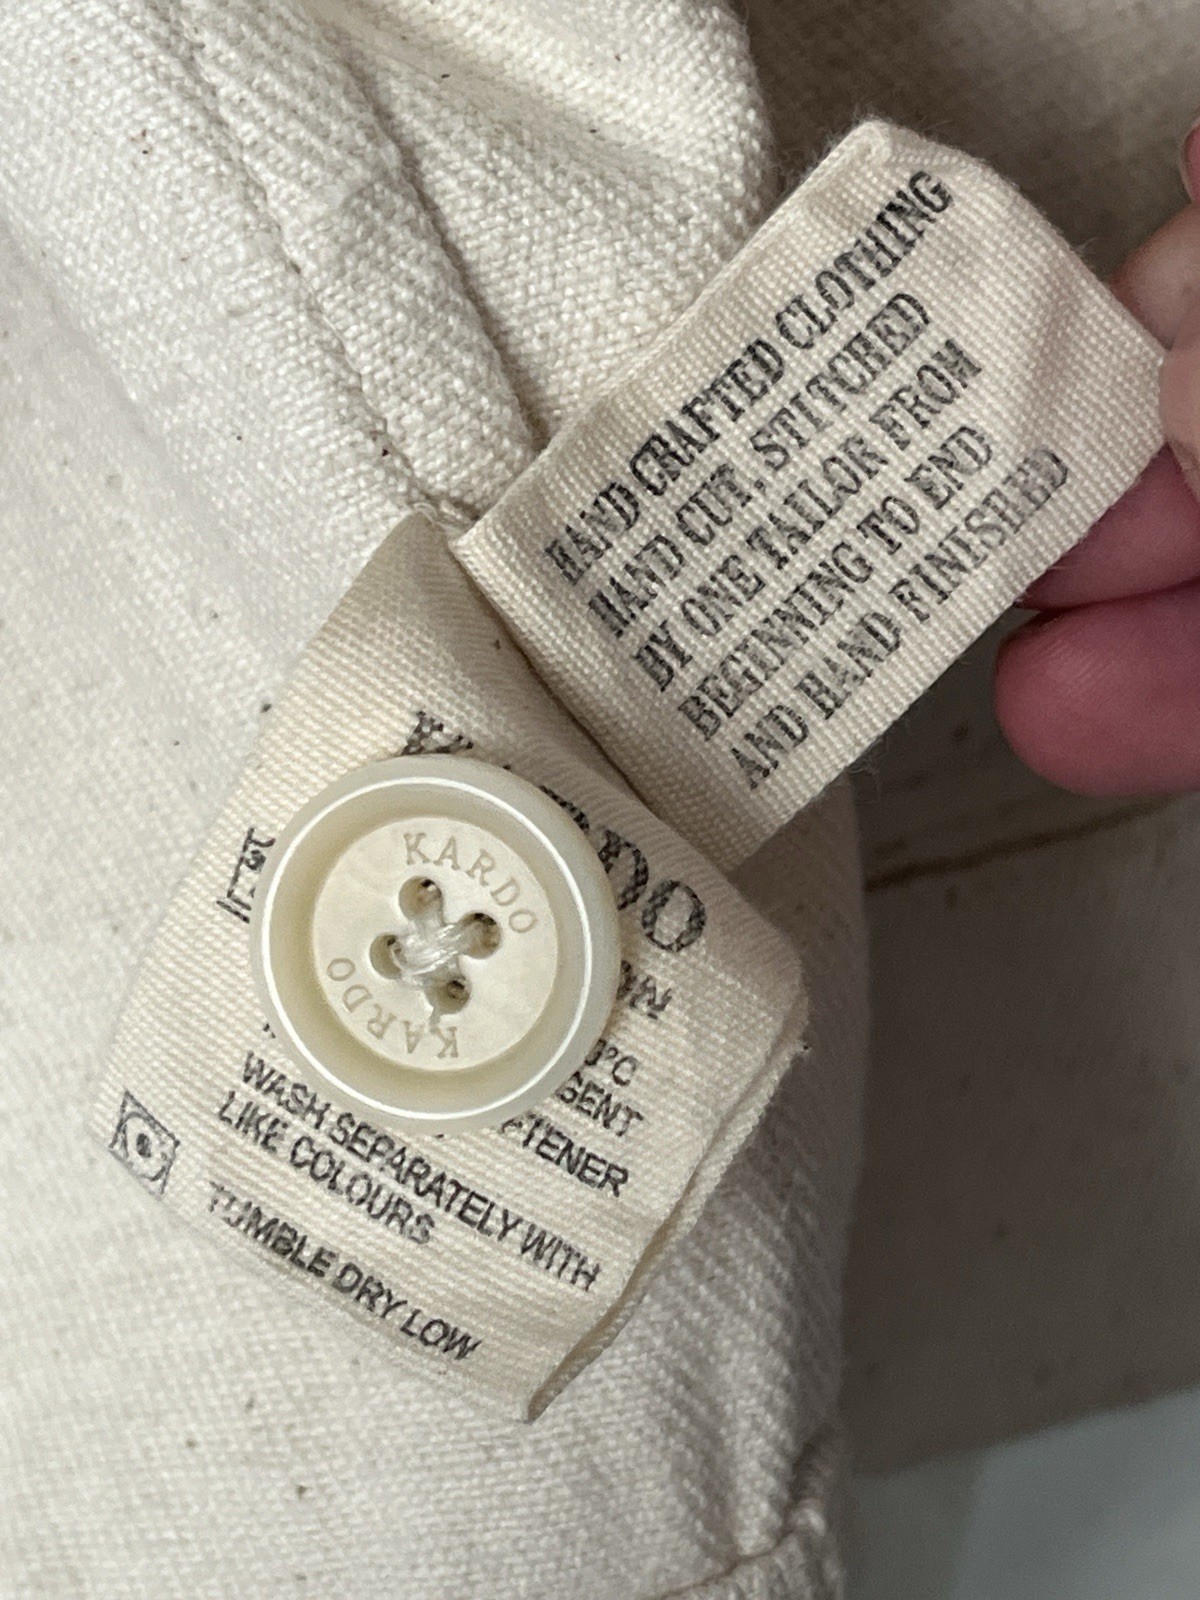 HAND CRAFTED CLOTHING
HAND CUT, STITCHED
BY ONE TAILOR FROM
BEGINNING TO END
AND HAND FINISHED
KARDO
KARDO
WASH SEPARATELY WITH
LIKE COLOURS
TUMBLE DRY LOW